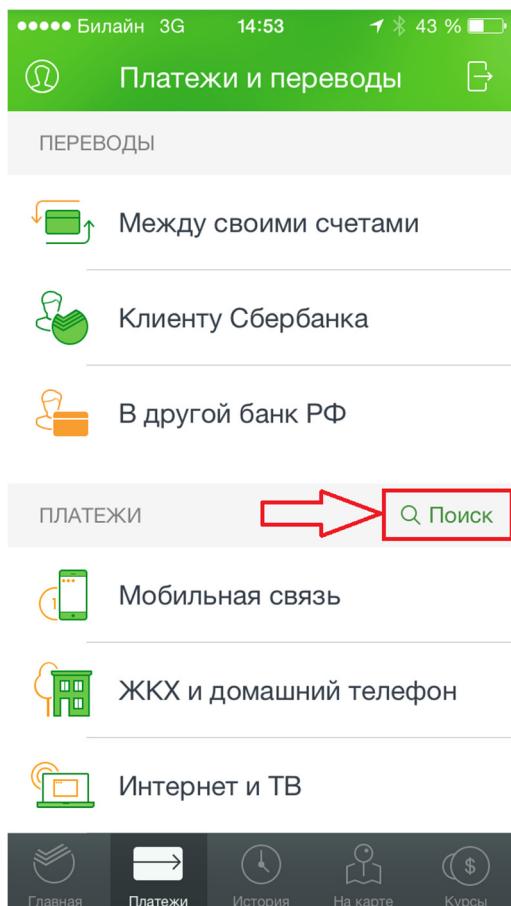 Билайн 3G 14:53 43 %
Платежи и переводы
ПЕРЕВОДЫ
Между своими счетами
Клиенту Сбербанка
В другой банк РФ
ПЛАТЕЖИ Поиск
1 Мобильная связь
ЖКХ и домашний телефон
Интернет и ТВ
$
Главная Платежи История На карте Курсы